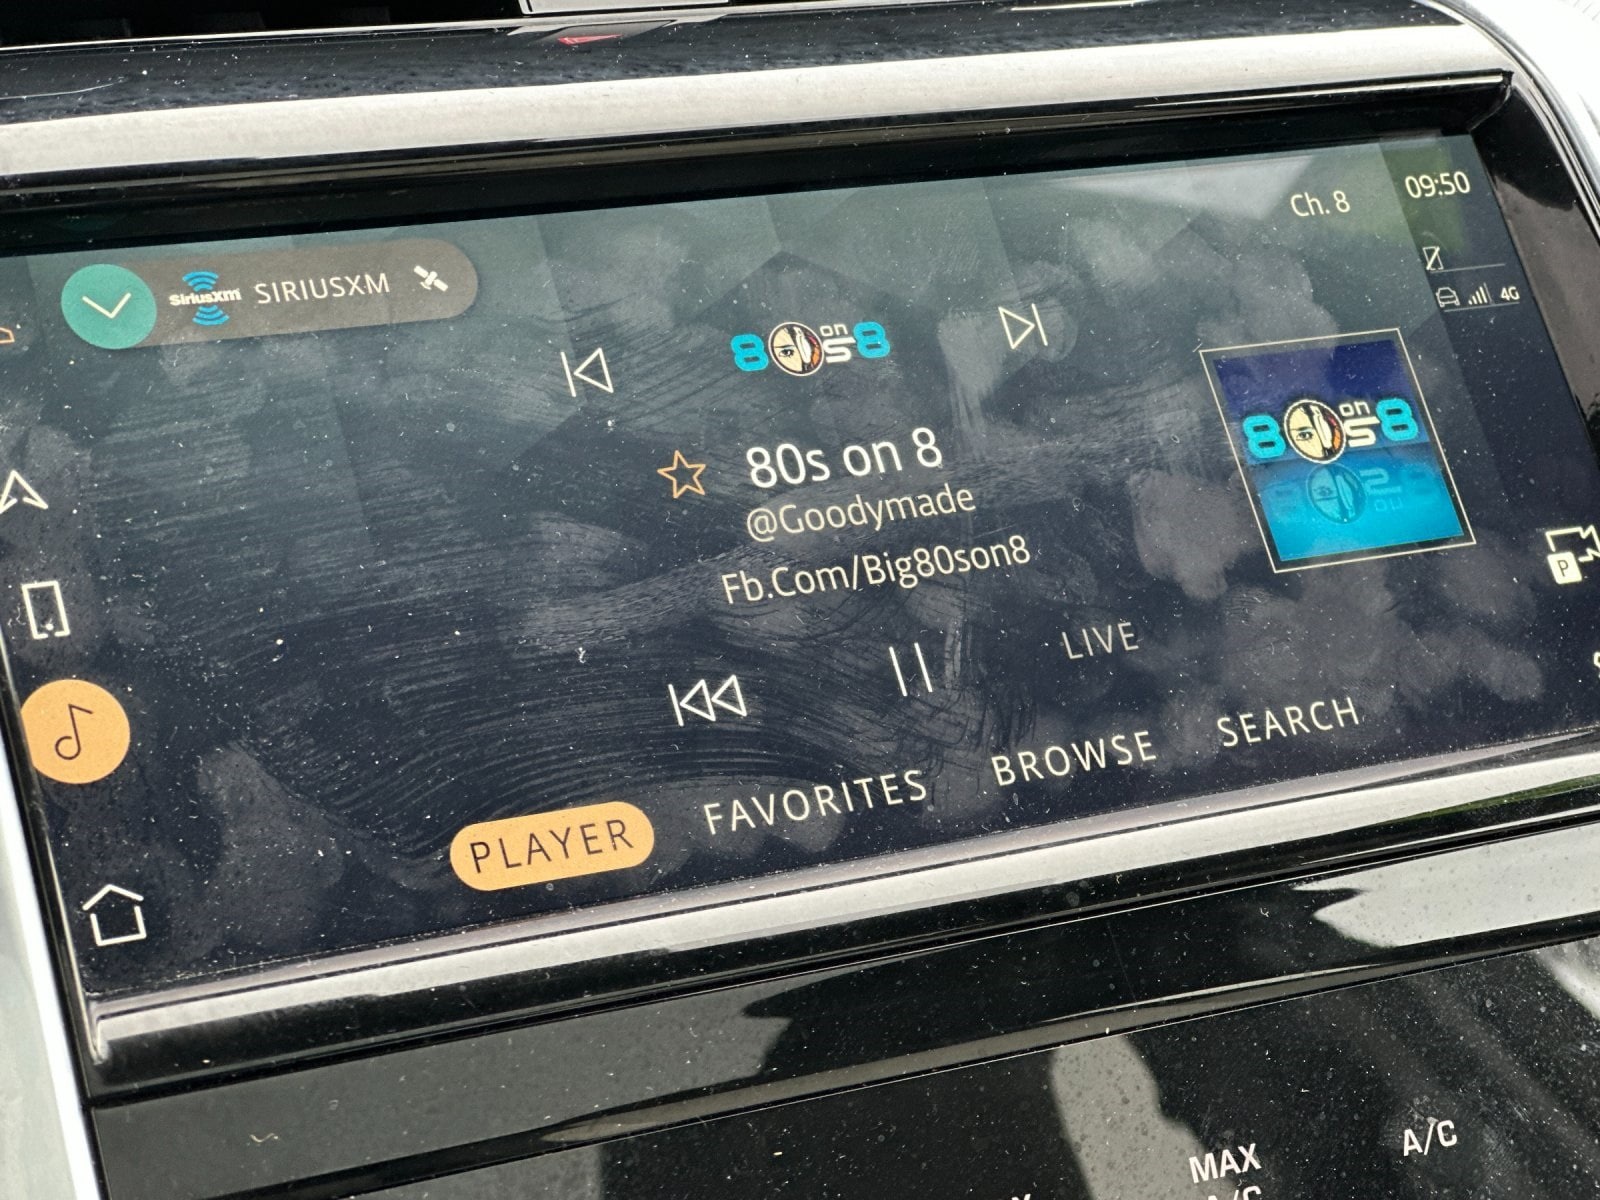 Ch. 8
09:50
SiriusXM
SIRIUSXM
4G
80s on 8
80s on 8
80s on 8
@Goodymade
Fb.Com/Big80son8
P
LIVE
PLAYER
FAVORITES
BROWSE
SEARCH
MAX
A/C
A/C